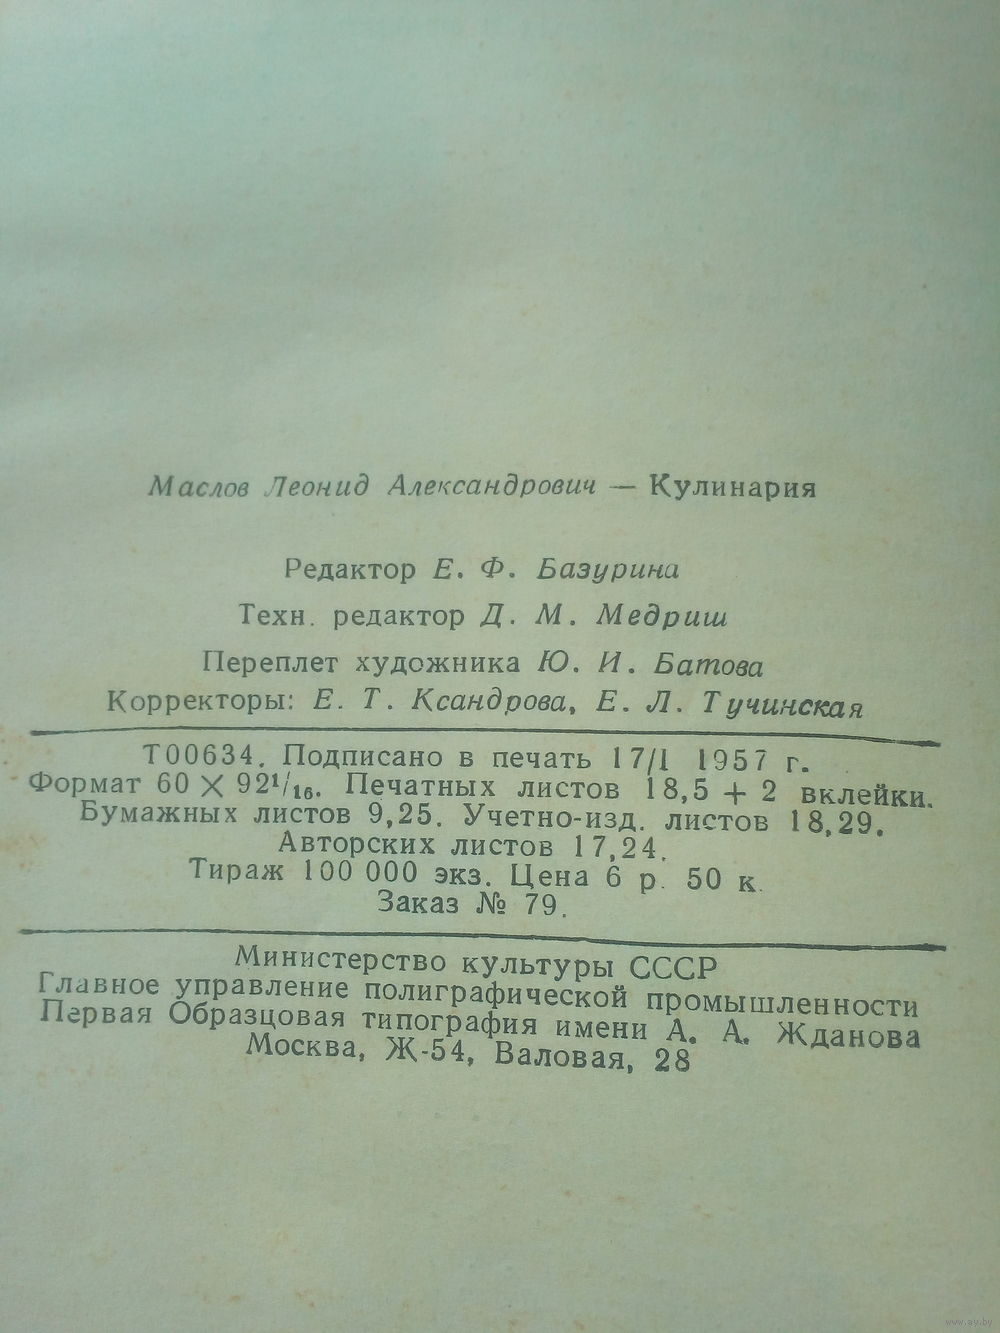 Маслов Леонид Александрович — Кулинария
Редактор Е. Ф. Базурина
Техн. редактор Д. М. Медриш
Переплет художника Ю. И. Батова
Корректоры: Е. Т. Ксандрова, Е. Л. Тучинская
Т00634. Подписано в печать 17/I 1957 г.
Формат 60 × 92¹/₁₆. Печатных листов 18,5 + 2 вклейки.
Бумажных листов 9,25. Учетно-изд. листов 18,29.
Авторских листов 17,24.
Тираж 100 000 экз. Цена 6 р. 50 к.
Заказ № 79.
Министерство культуры СССР
Главное управление полиграфической промышленности
Первая Образцовая типография имени А. А. Жданова
Москва, Ж-54, Валовая, 28
www.ay.by